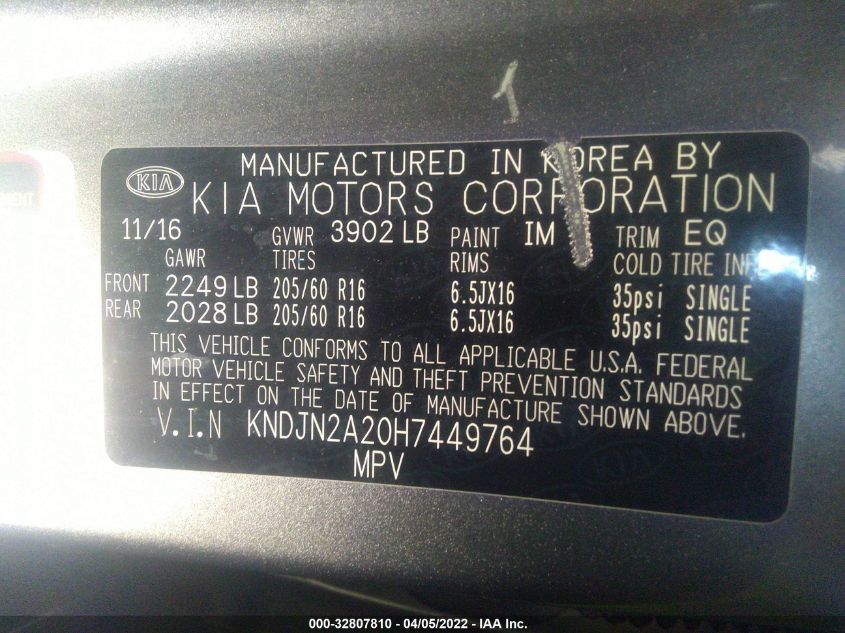 1
MENT
MANUFACTURED IN KOREA BY
KIA
KIA MOTORS CORPORATION
11/16 GVWR 3902 LB PAINT IM TRIM EQ
GAWR TIRES RIMS COLD TIRE INF
FRONT 2249 LB 205/60 R16 6.5JX16 35psi SINGLE
REAR 2028 LB 205/60 R16 6.5JX16 35psi SINGLE
THIS VEHICLE CONFORMS TO ALL APPLICABLE U.S.A. FEDERAL
MOTOR VEHICLE SAFETY AND THEFT PREVENTION STANDARDS
IN EFFECT ON THE DATE OF MANUFACTURE SHOWN ABOVE.
V.I.N KNDJN2A20H7449764
MPV
KIA
000-32807810 - 04/05/2022 - IAA Inc.